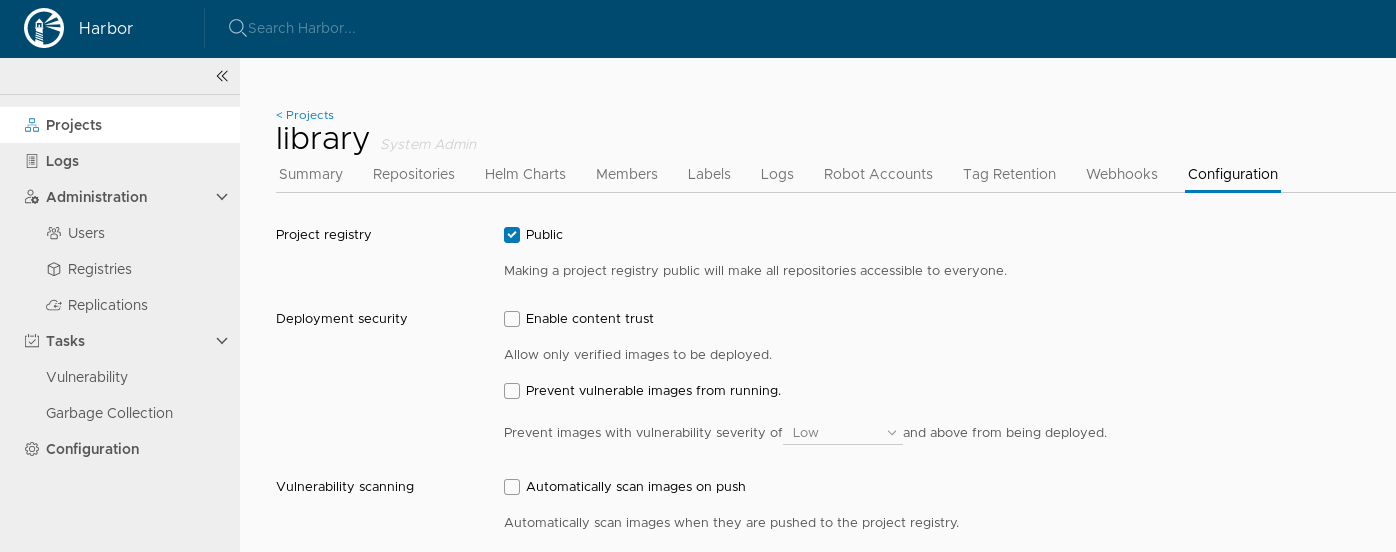 Harbor
Search Harbor...
Projects
Logs
Administration
Users
Registries
Replications
Tasks
Vulnerability
Garbage Collection
Configuration
< Projects
library System Admin
Summary Repositories Helm Charts Members Labels Logs Robot Accounts Tag Retention Webhooks Configuration
Project registry Public
Making a project registry public will make all repositories accessible to everyone.
Deployment security Enable content trust
Allow only verified images to be deployed.
Prevent vulnerable images from running.
Prevent images with vulnerability severity of Low and above from being deployed.
Vulnerability scanning Automatically scan images on push
Automatically scan images when they are pushed to the project registry.